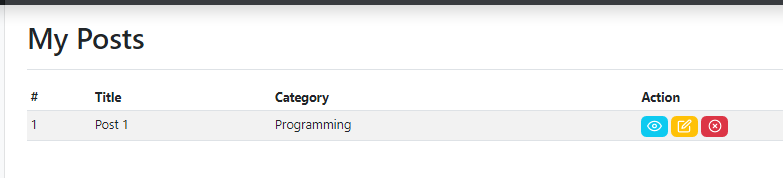 My Posts
# Title Category Action
1 Post 1 Programming